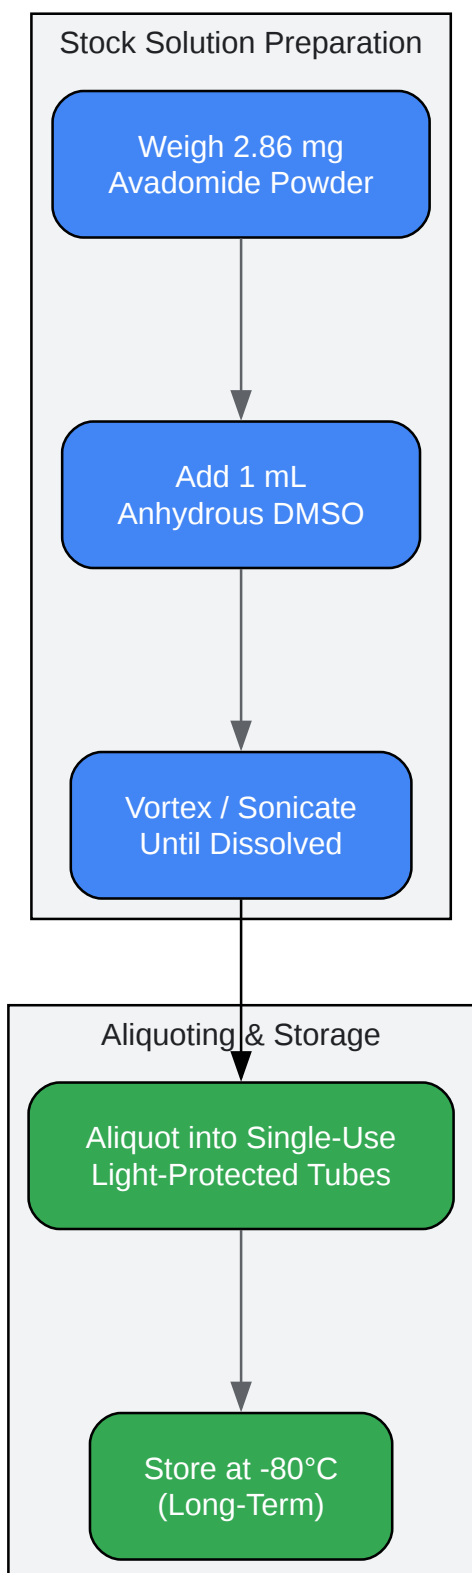 Stock Solution Preparation
Weigh 2.86 mg
Avadomide Powder
Add 1 mL
Anhydrous DMSO
Vortex / Sonicate
Until Dissolved
Aliquoting & Storage
Aliquot into Single-Use
Light-Protected Tubes
Store at -80°C
(Long-Term)